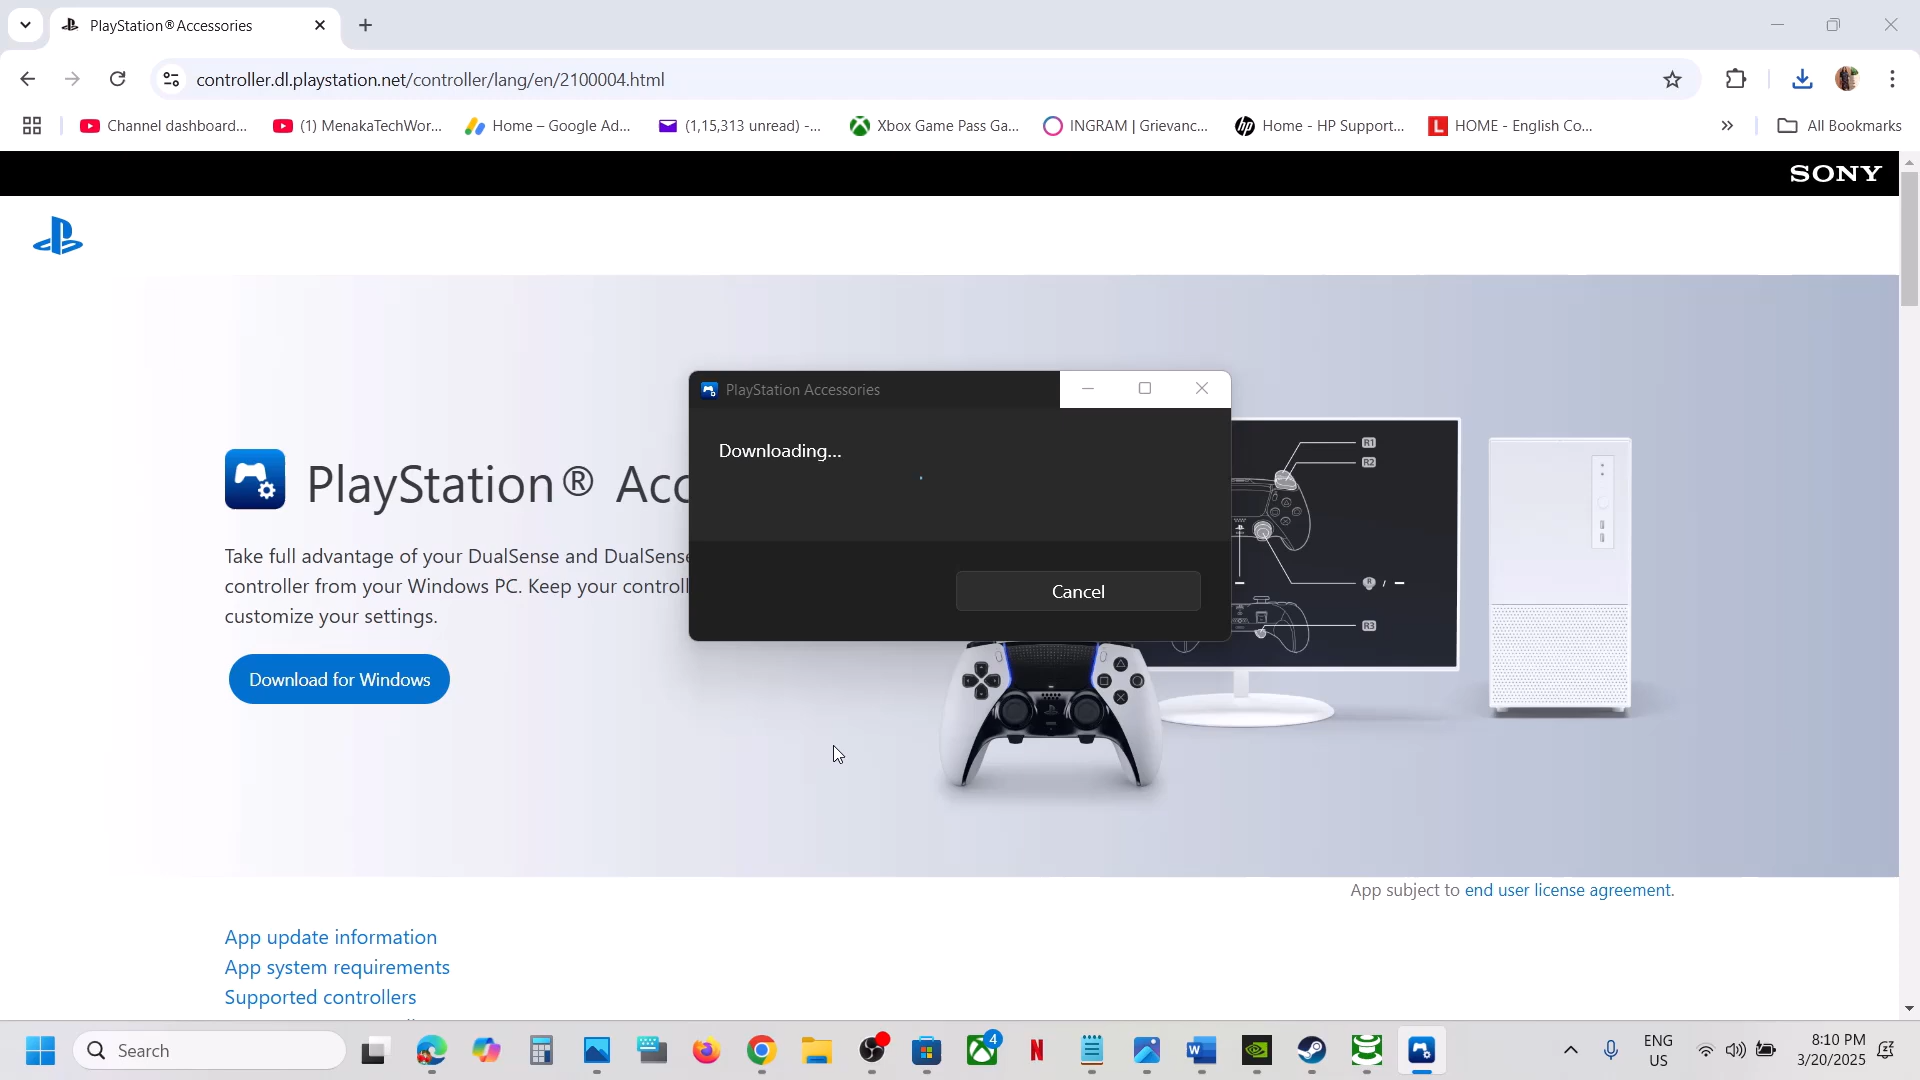 PlayStation®Accessories
controller.dl.playstation.net/controller/lang/en/2100004.html
Channel dashboard...
(1) MenakaTechWor...
Home – Google Ad...
(1,15,313 unread) -...
Xbox Game Pass Ga...
INGRAM | Grievanc...
Home - HP Support...
HOME - English Co...
All Bookmarks
SONY
PlayStation Accessories
Downloading...
Cancel
PlayStation® Acc
Take full advantage of your DualSense and DualSense
controller from your Windows PC. Keep your controll
customize your settings.
Download for Windows
R1
R2
R / –
R3
App subject to end user license agreement.
App update information
App system requirements
Supported controllers
Search
4
ENG
US
8:10 PM
3/20/2025